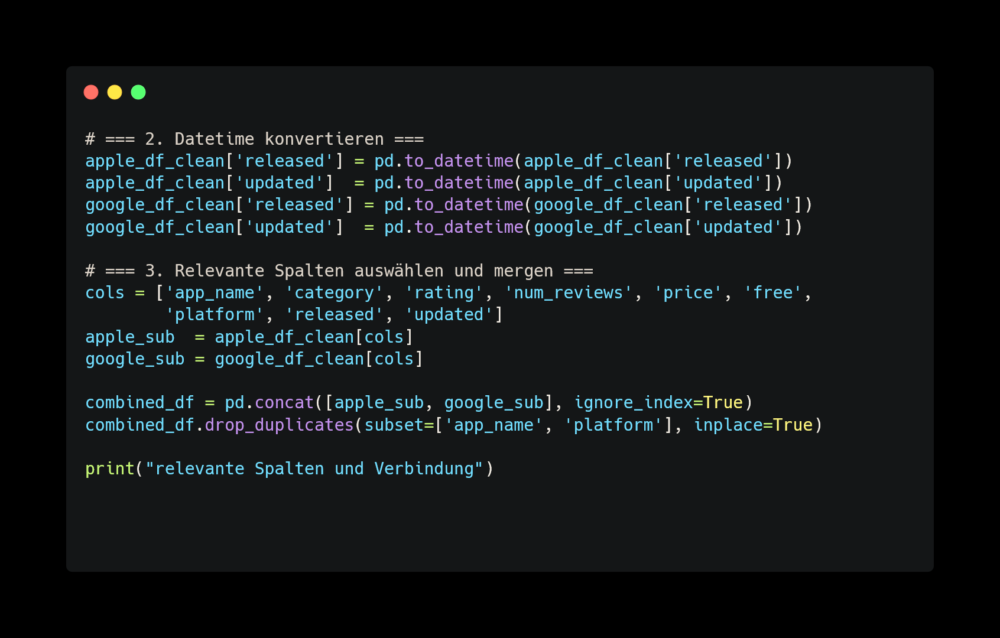 # === 2. Datetime konvertieren ===
apple_df_clean['released'] = pd.to_datetime(apple_df_clean['released'])
apple_df_clean['updated']  = pd.to_datetime(apple_df_clean['updated'])
google_df_clean['released'] = pd.to_datetime(google_df_clean['released'])
google_df_clean['updated']  = pd.to_datetime(google_df_clean['updated'])

# === 3. Relevante Spalten auswählen und mergen ===
cols = ['app_name', 'category', 'rating', 'num_reviews', 'price', 'free',
        'platform', 'released', 'updated']
apple_sub  = apple_df_clean[cols]
google_sub = google_df_clean[cols]

combined_df = pd.concat([apple_sub, google_sub], ignore_index=True)
combined_df.drop_duplicates(subset=['app_name', 'platform'], inplace=True)

print("relevante Spalten und Verbindung")